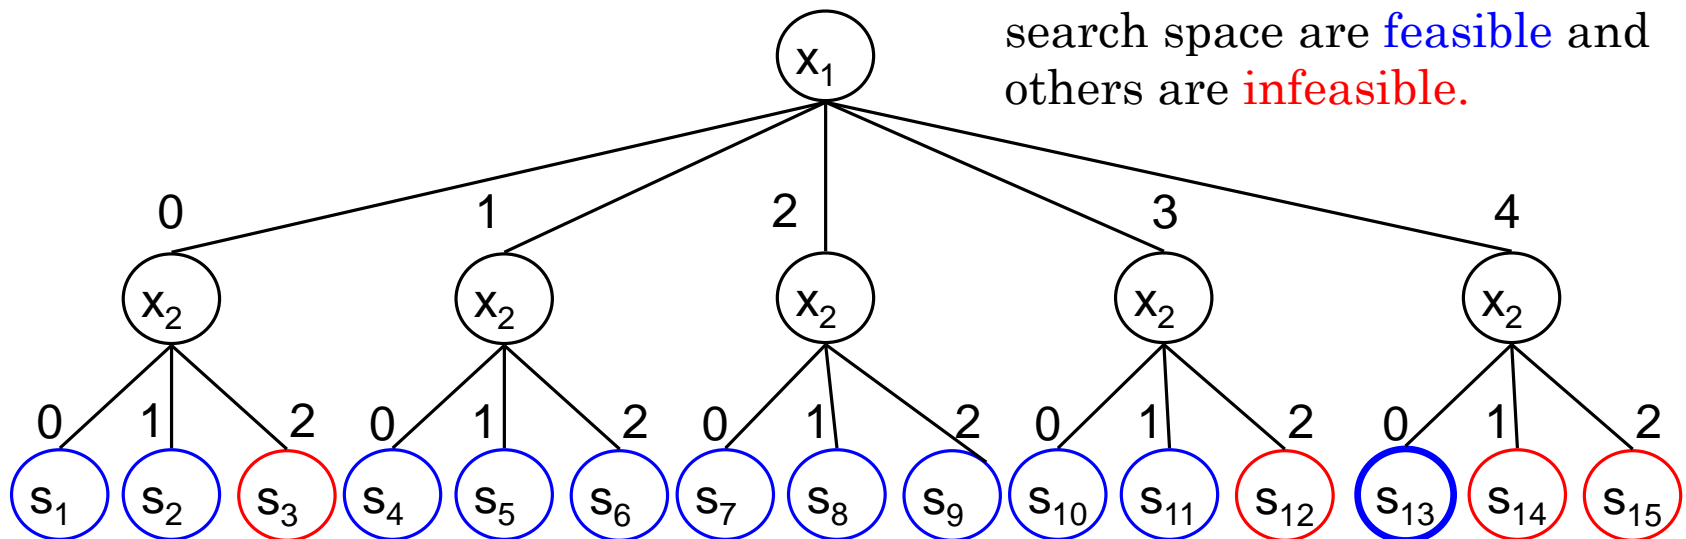 search space are feasible and
others are infeasible.
x₁
0 1 2 3 4
x₂ x₂ x₂ x₂ x₂
0 1 2 0 1 2 0 1 2 0 1 2 0 1 2
s₁ s₂ s₃ s₄ s₅ s₆ s₇ s₈ s₉ s₁₀ s₁₁ s₁₂ s₁₃ s₁₄ s₁₅